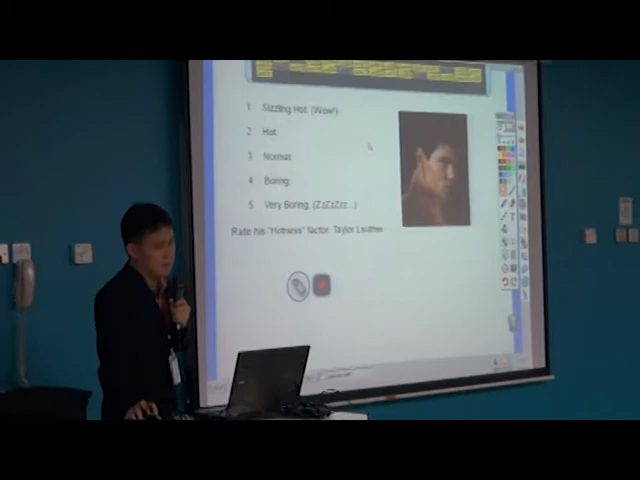 1 Sizzling Hot. (Wow!)
2 Hot
3 Normal
4 Boring.
5 Very Boring. (ZzZzZzz...)
Rate his "Hotness" factor. Taylor Lautner